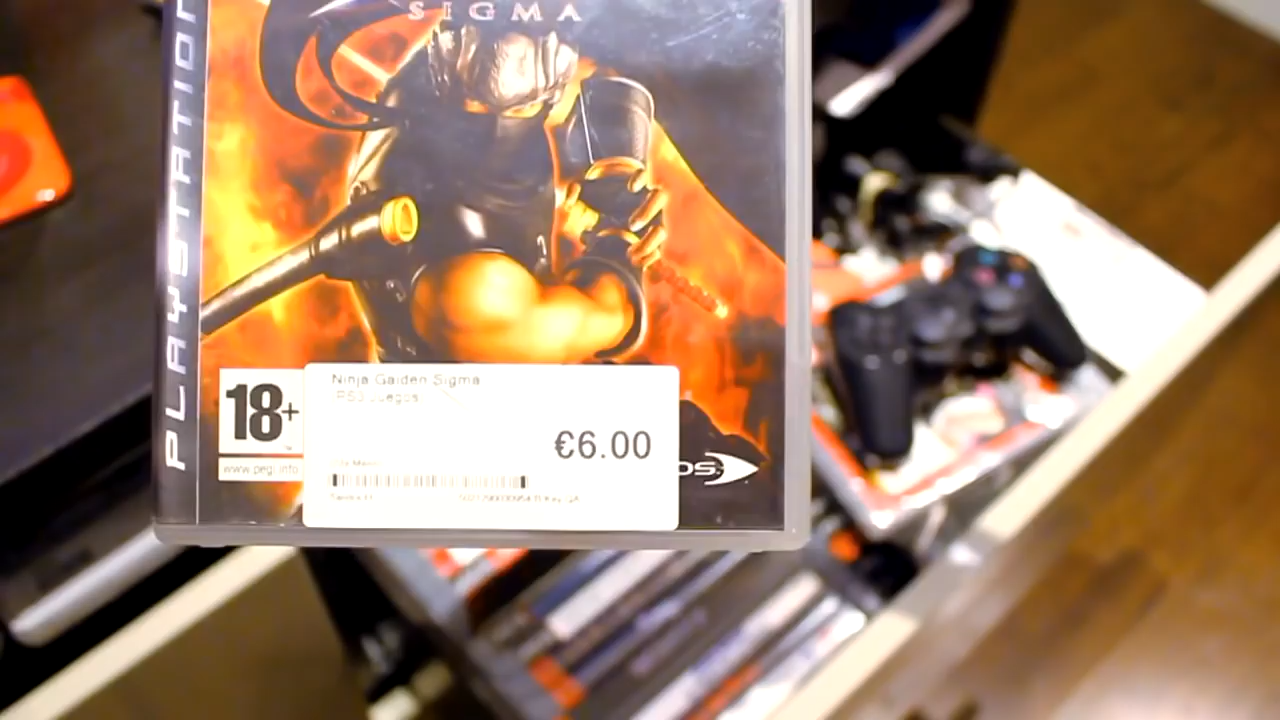 SIGMA
PLAYSTATION
18+
www.pegi.info
Ninja Gaiden Sigma
PS3 Juegos
€6.00